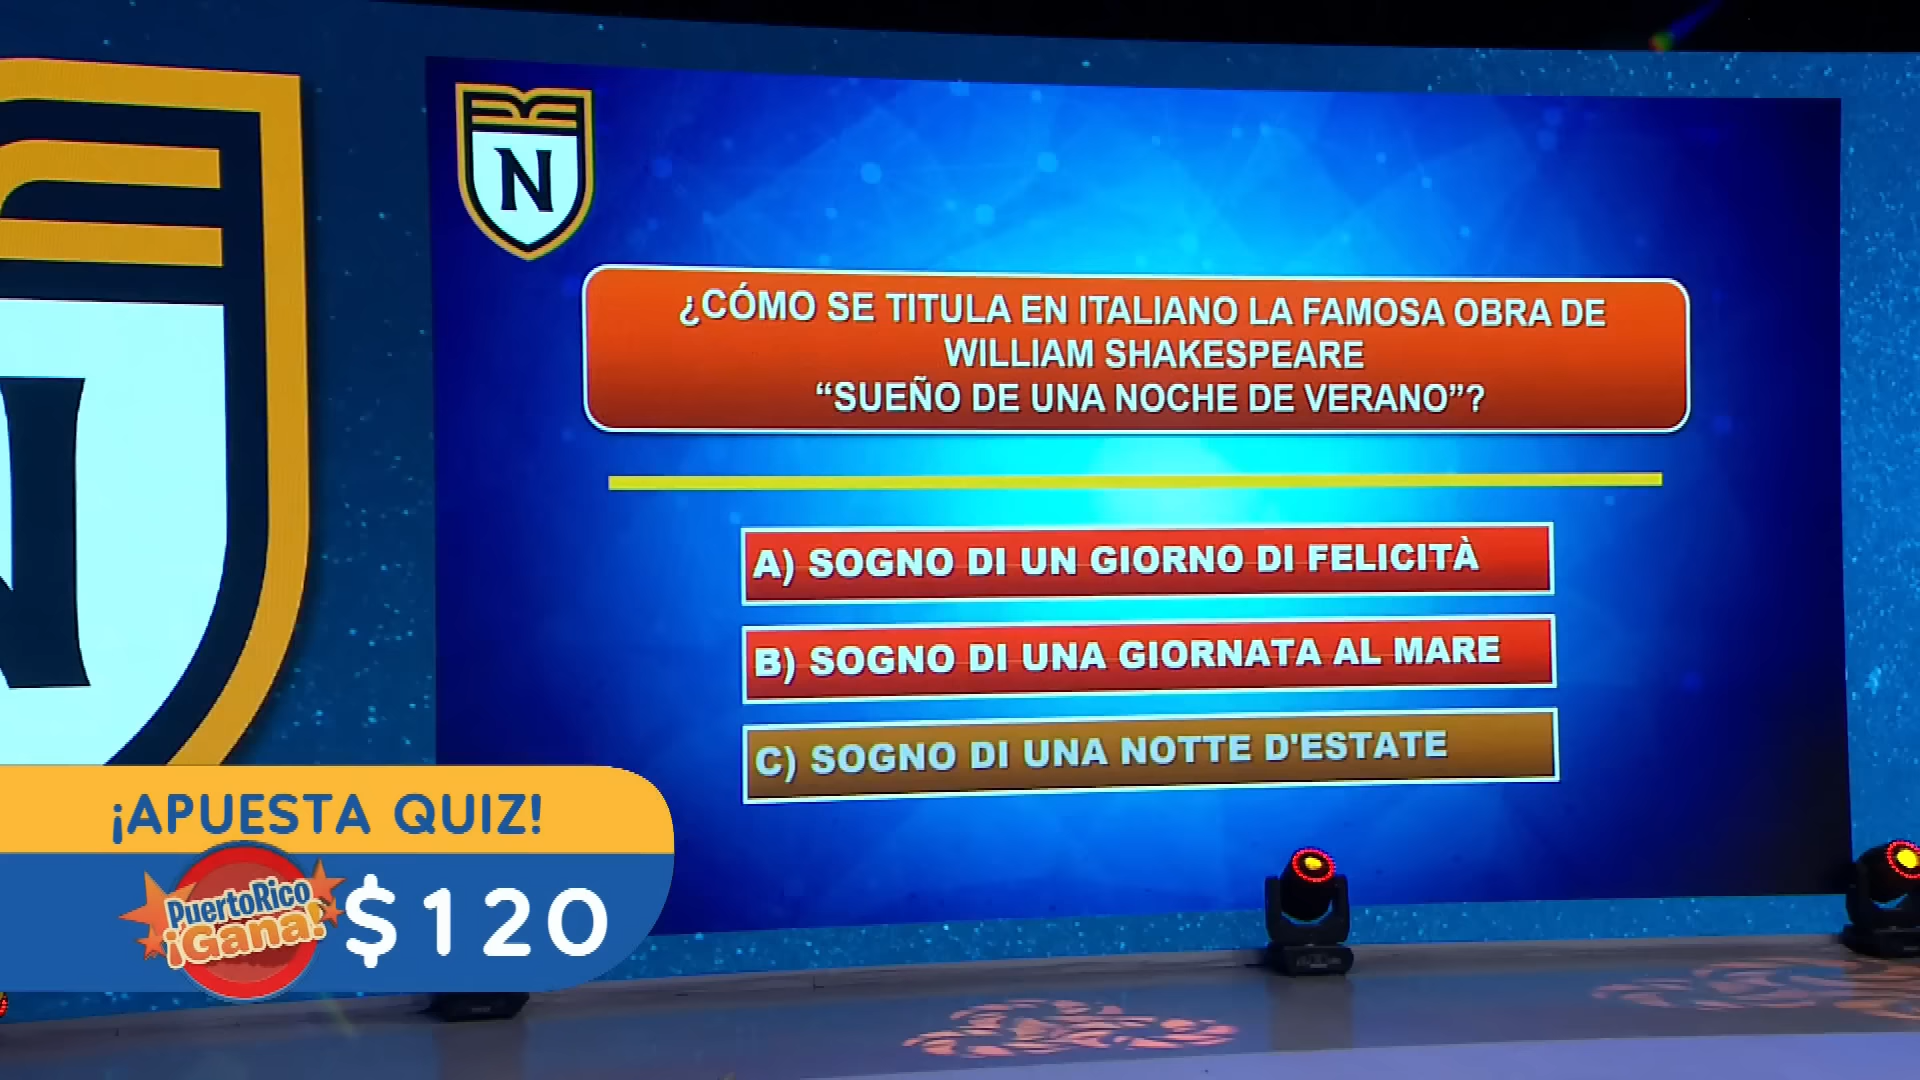 N
N
¿CÓMO SE TITULA EN ITALIANO LA FAMOSA OBRA DE
WILLIAM SHAKESPEARE
“SUEÑO DE UNA NOCHE DE VERANO”?
A) SOGNO DI UN GIORNO DI FELICITÀ
B) SOGNO DI UNA GIORNATA AL MARE
C) SOGNO DI UNA NOTTE D'ESTATE
¡APUESTA QUIZ!
PuertoRico
¡Gana!
$120